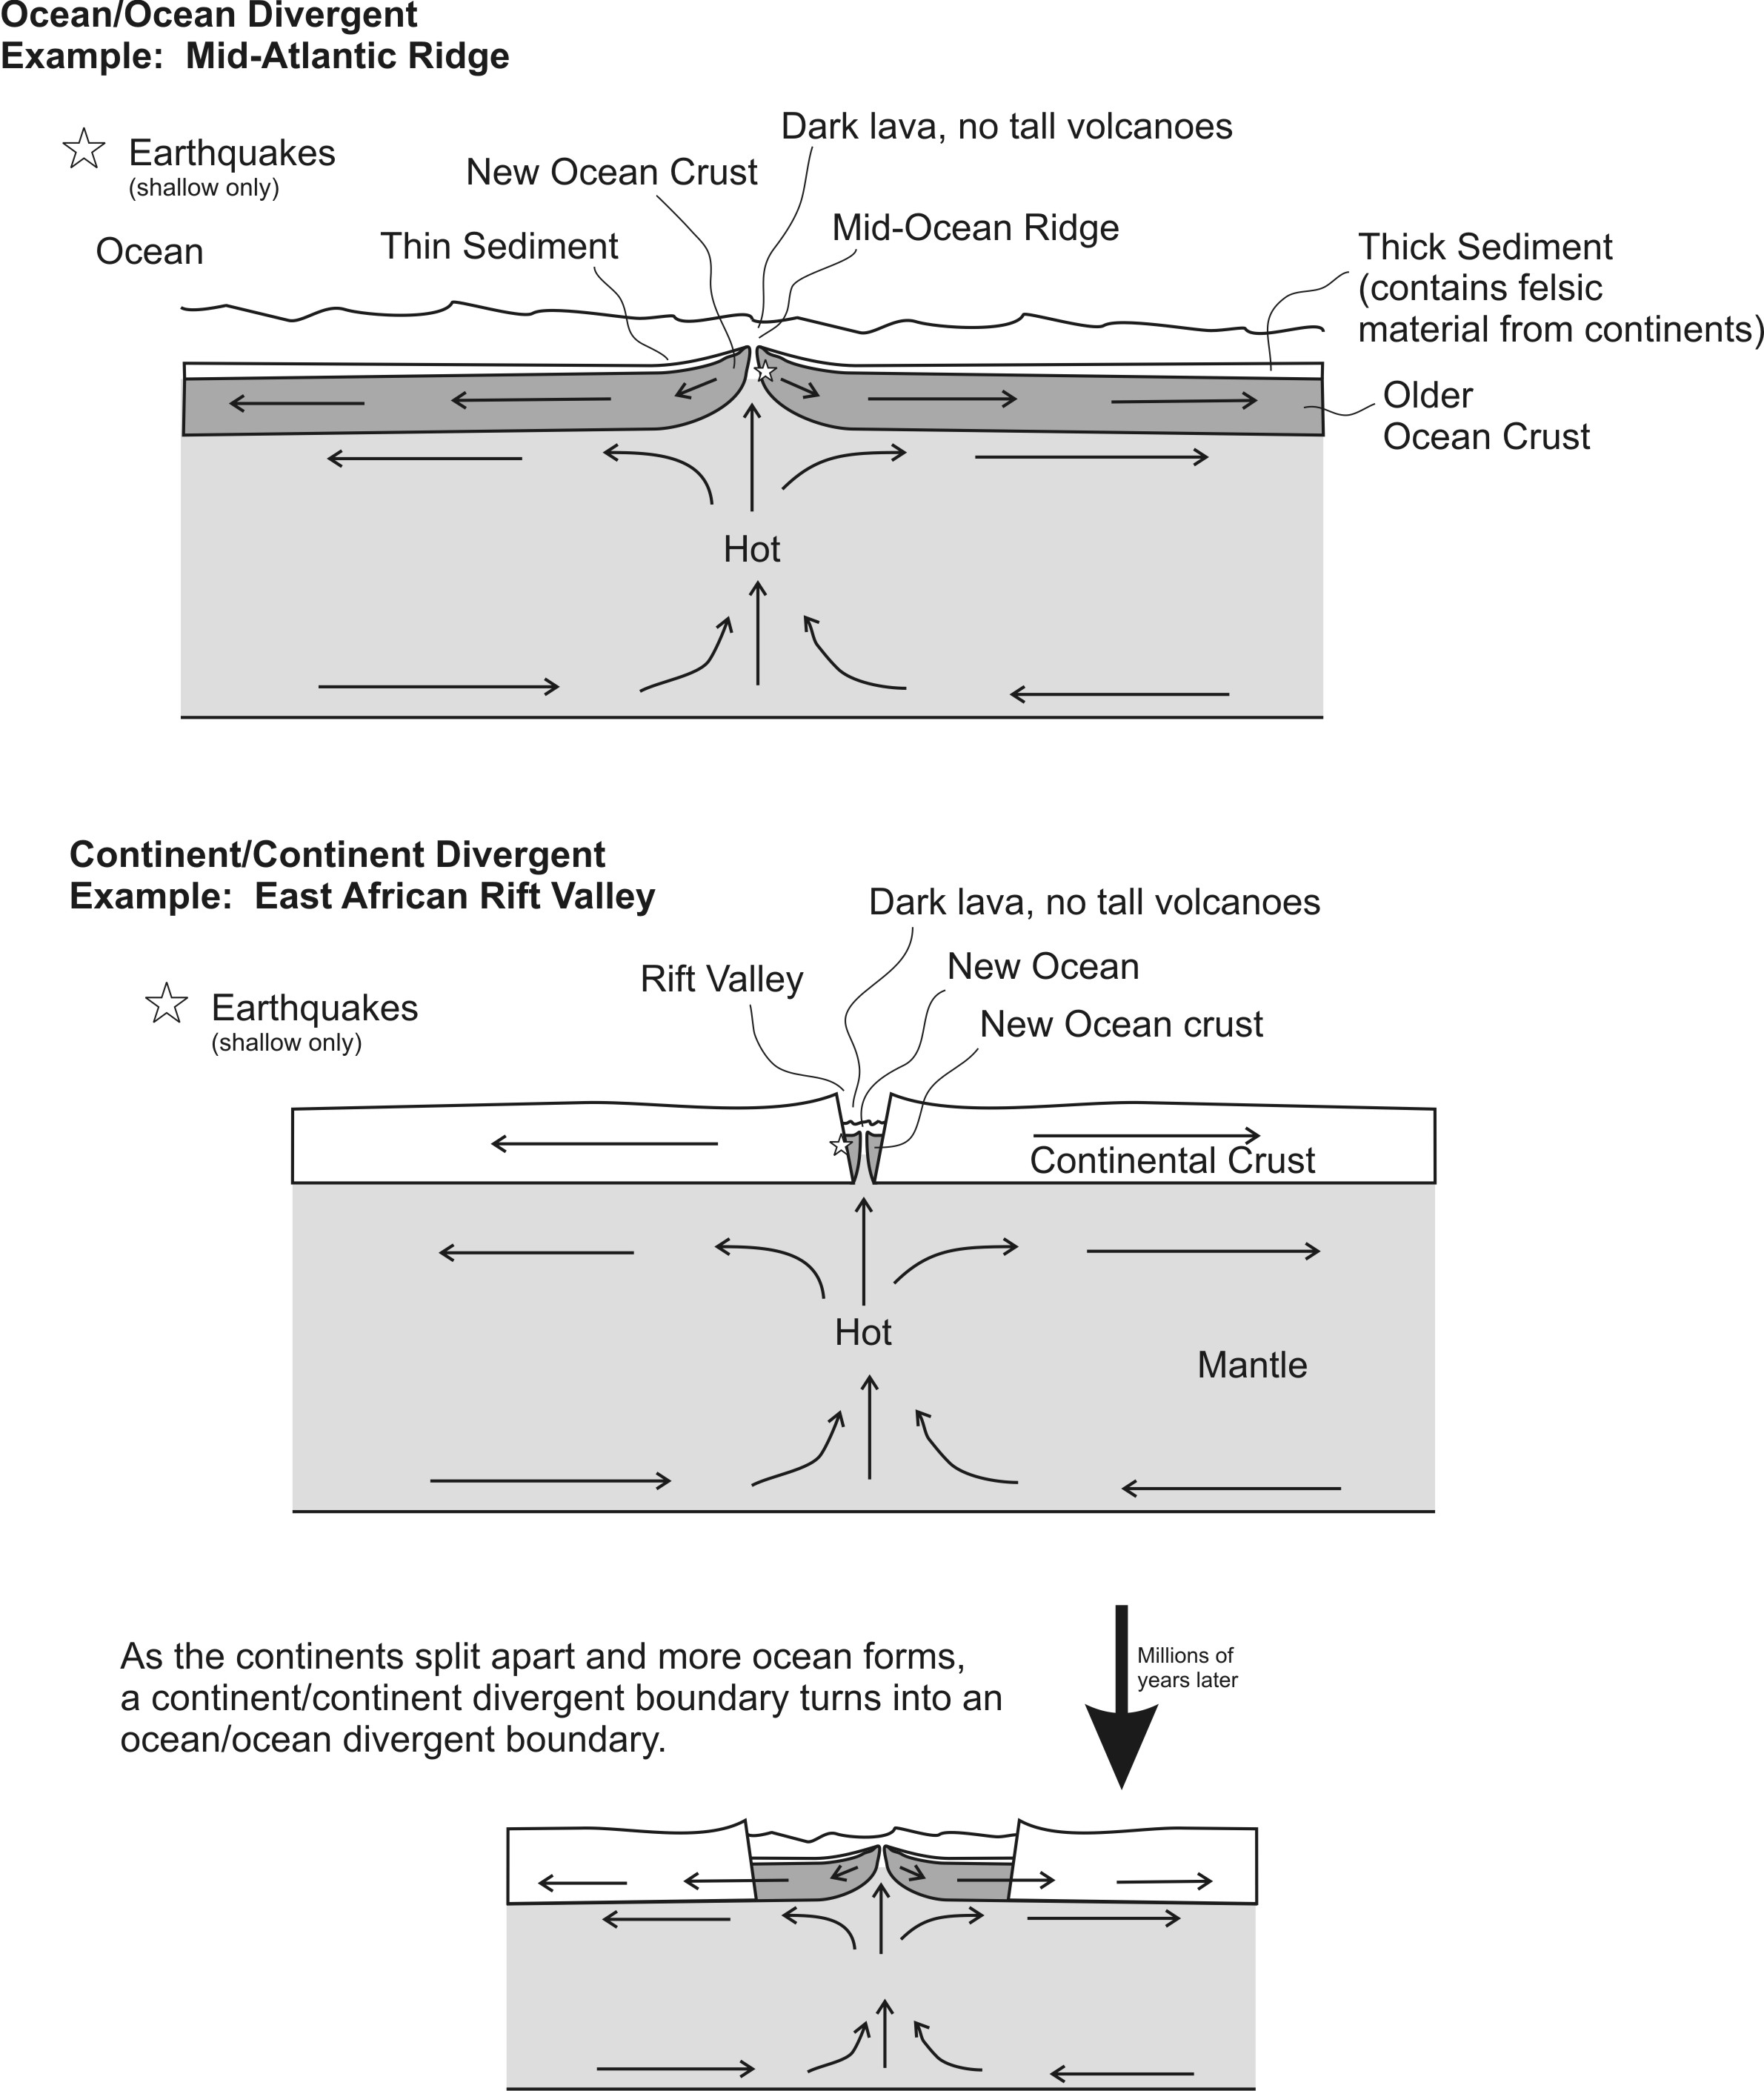 Ocean/Ocean Divergent
Example:  Mid-Atlantic Ridge
Dark lava, no tall volcanoes
Earthquakes
(shallow only)
New Ocean Crust
Mid-Ocean Ridge
Ocean
Thin Sediment
Thick Sediment
(contains felsic
material from continents)
Older
Ocean Crust
Hot
Continent/Continent Divergent
Example:  East African Rift Valley
Dark lava, no tall volcanoes
Rift Valley
New Ocean
Earthquakes
(shallow only)
New Ocean crust
Continental Crust
Hot
Mantle
As the continents split apart and more ocean forms,
a continent/continent divergent boundary turns into an
ocean/ocean divergent boundary.
Millions of
years later